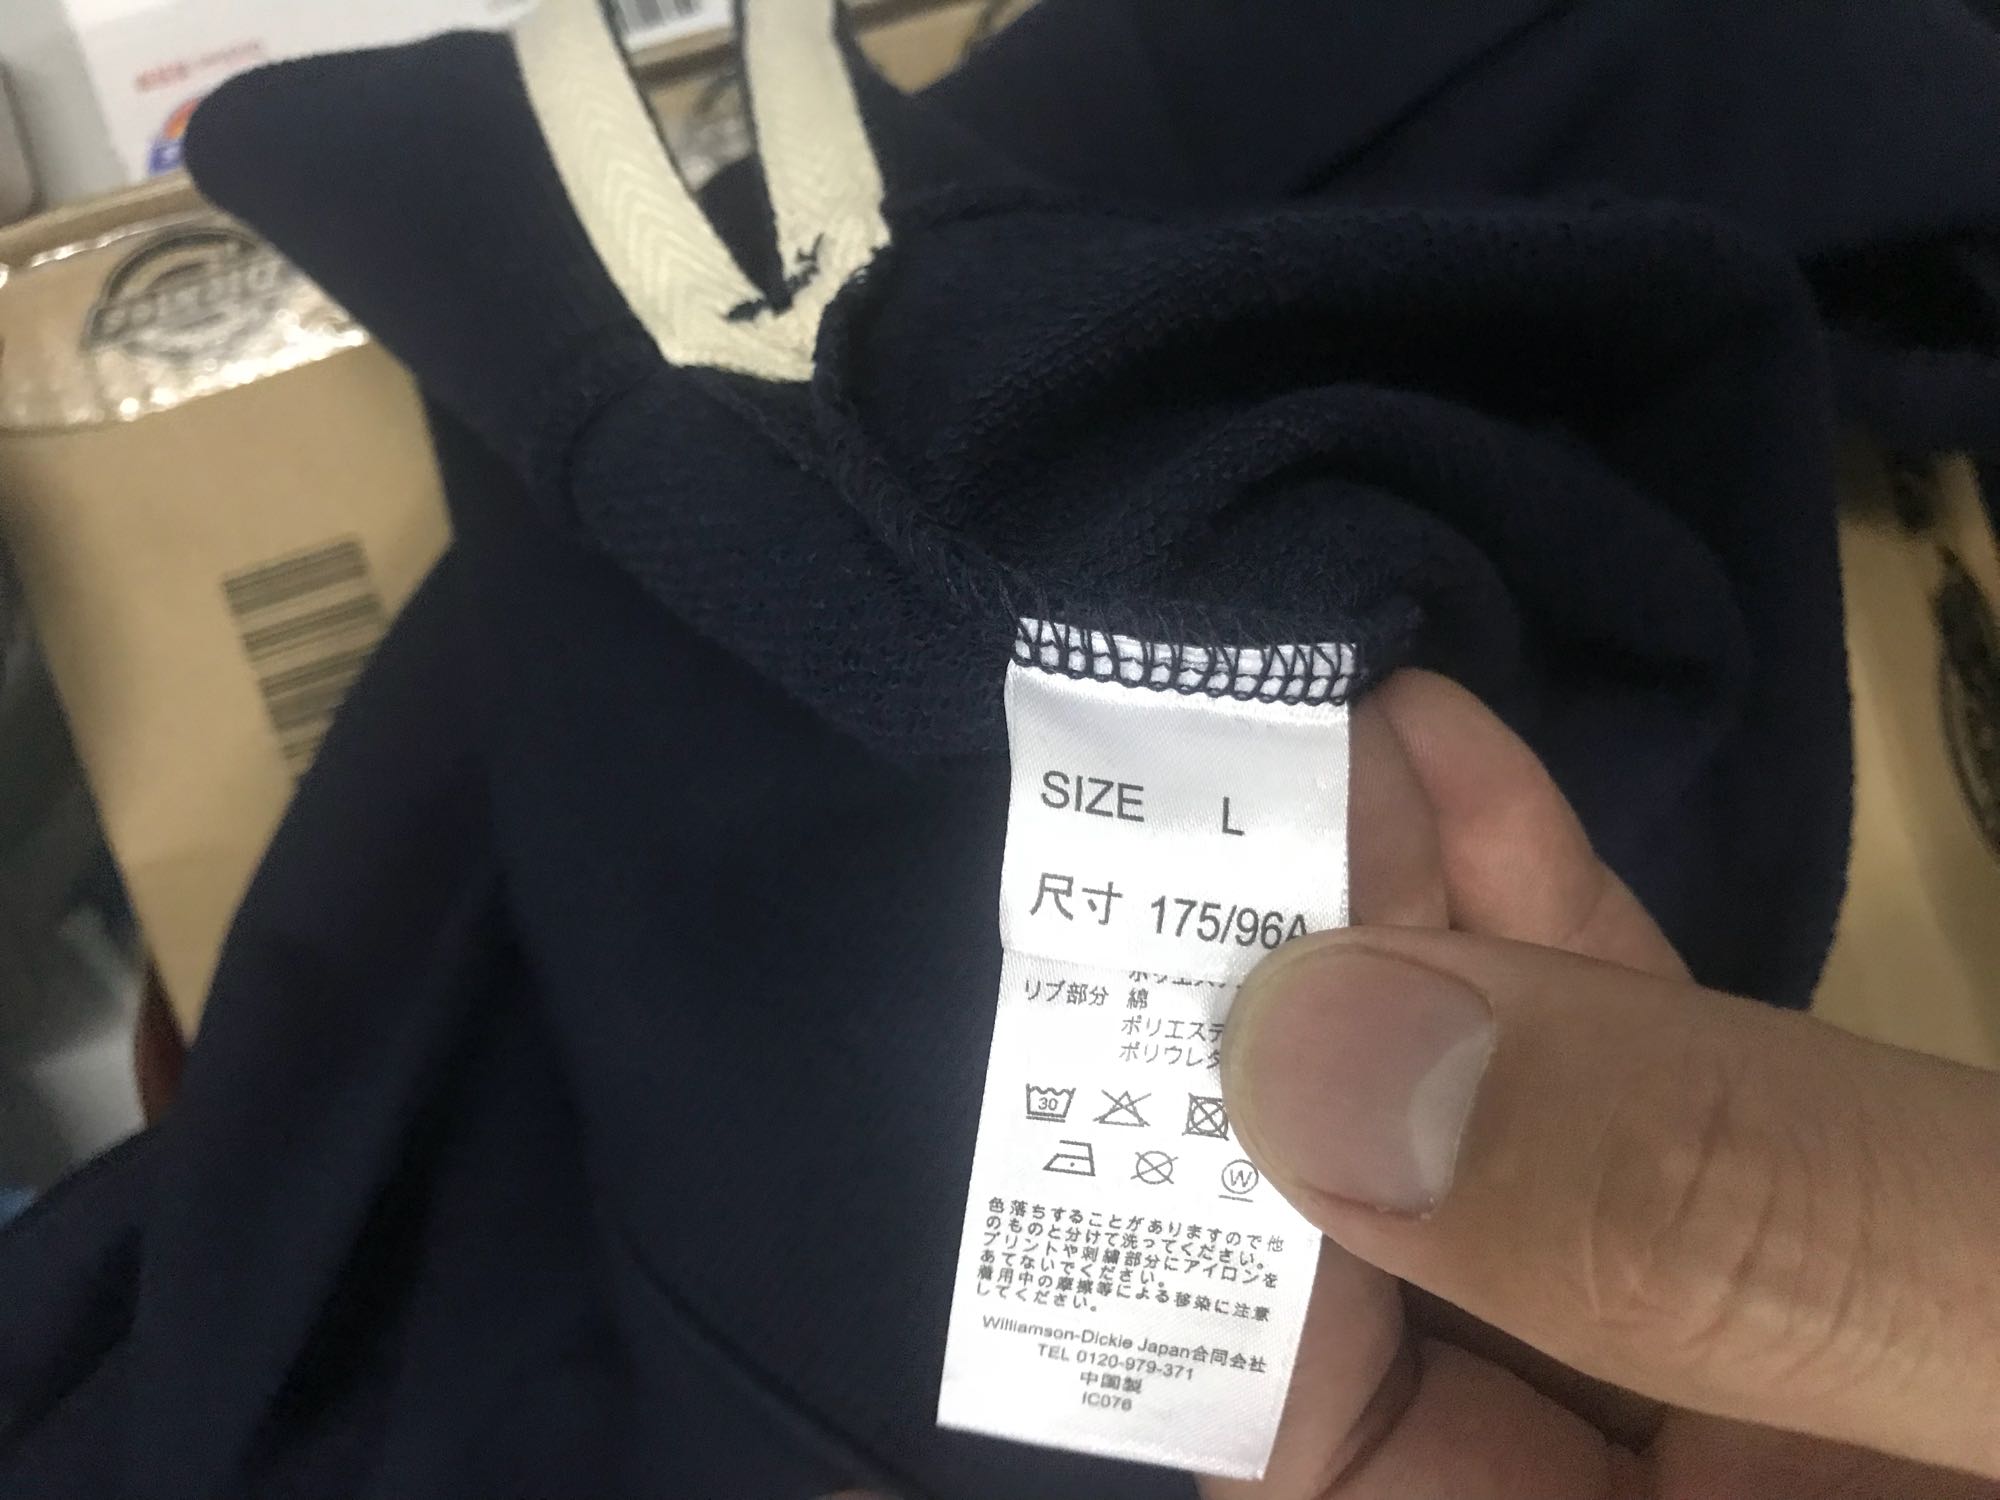 SIZE L
尺寸 175/96A
リブ部分 綿
ポリエステ
ポリウレタ
30
W
色落ちすることがありますので他
のものと分けて洗ってください。
プリントや刺繍部分にアイロンを
あてないでください。
着用中の摩擦等による移染に注意
してください。
Williamson-Dickie Japan合同会社
TEL 0120-979-371
中国製
IC076